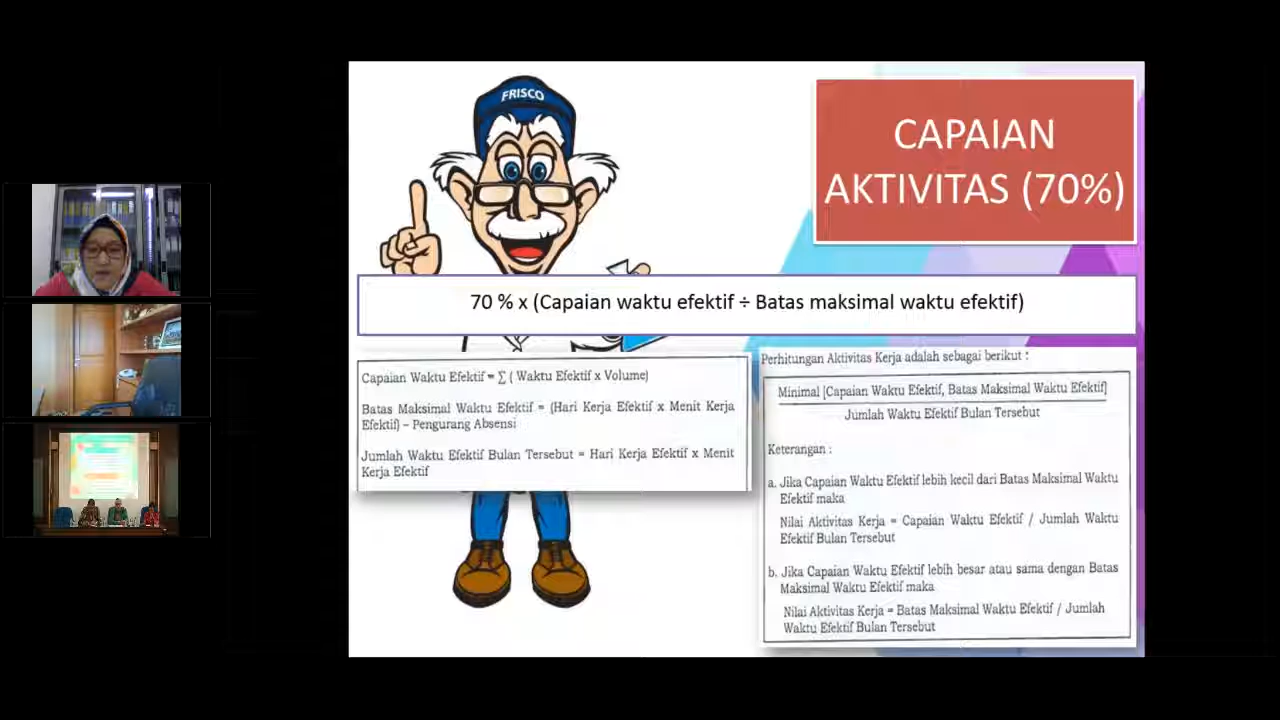 FRISCO
CAPAIAN
AKTIVITAS (70%)
70 % x (Capaian waktu efektif ÷ Batas maksimal waktu efektif)
Capaian Waktu Efektif = ∑ ( Waktu Efektif x Volume)
Batas Maksimal Waktu Efektif = (Hari Kerja Efektif x Menit Kerja
Efektif) – Pengurang Absensi
Jumlah Waktu Efektif Bulan Tersebut = Hari Kerja Efektif x Menit
Kerja Efektif
Perhitungan Aktivitas Kerja adalah sebagai berikut :
Minimal [Capaian Waktu Efektif, Batas Maksimal Waktu Efektif]
Jumlah Waktu Efektif Bulan Tersebut
Keterangan :
a. Jika Capaian Waktu Efektif lebih kecil dari Batas Maksimal Waktu
Efektif maka
Nilai Aktivitas Kerja = Capaian Waktu Efektif / Jumlah Waktu
Efektif Bulan Tersebut
b. Jika Capaian Waktu Efektif lebih besar atau sama dengan Batas
Maksimal Waktu Efektif maka
Nilai Aktivitas Kerja = Batas Maksimal Waktu Efektif / Jumlah
Waktu Efektif Bulan Tersebut